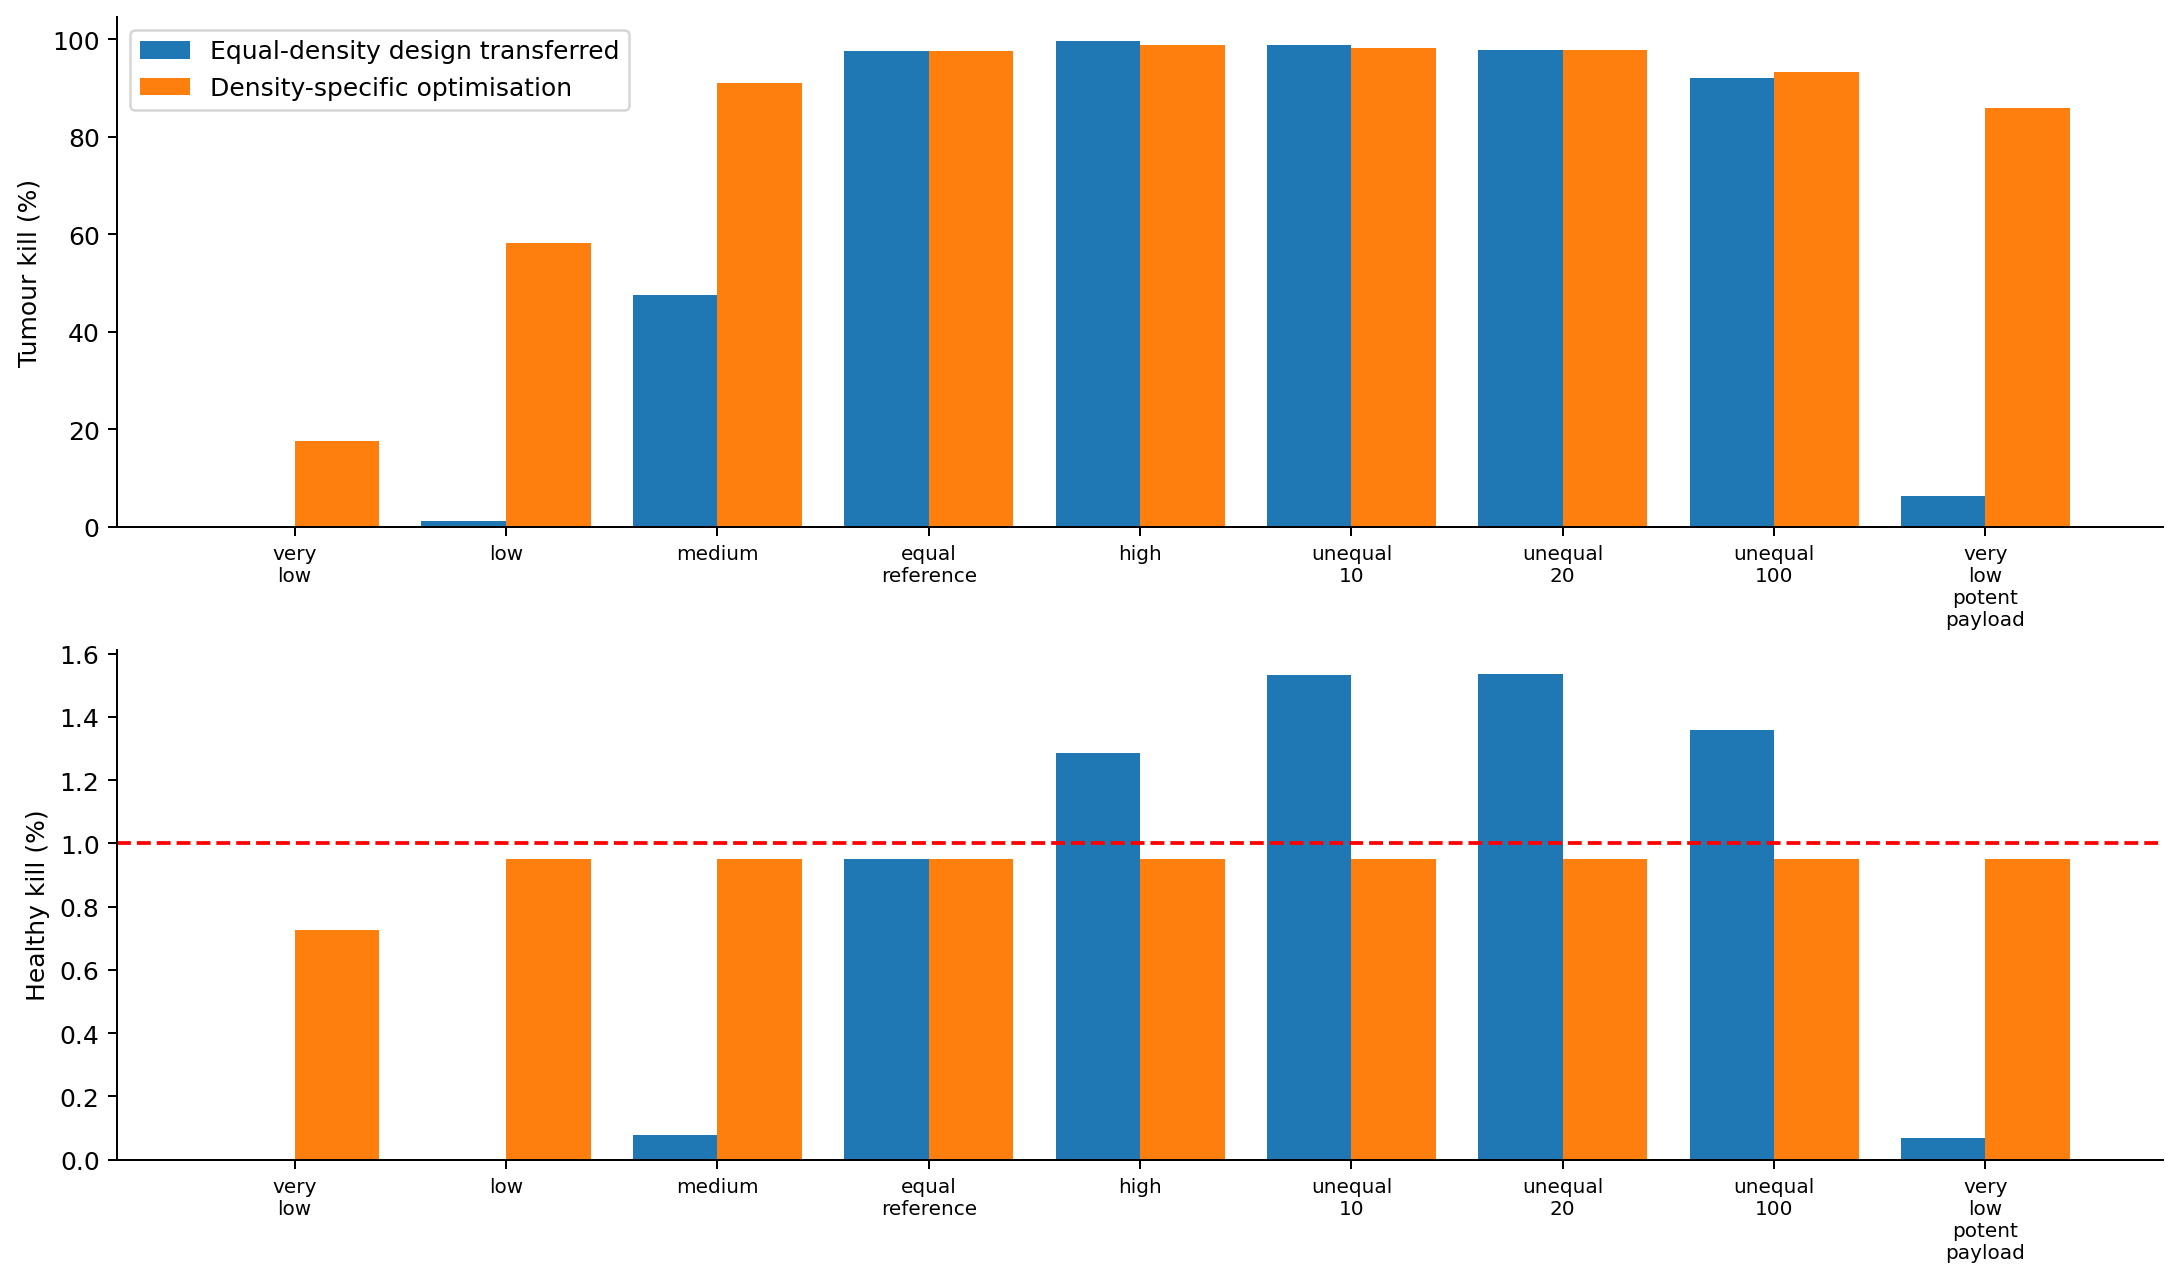 100
80
60
40
20
0
Tumour kill (%)
Equal-density design transferred
Density-specific optimisation
very
low
low
medium
equal
reference
high
unequal
10
unequal
20
unequal
100
very
low
potent
payload
1.6
1.4
1.2
1.0
0.8
0.6
0.4
0.2
0.0
Healthy kill (%)
very
low
low
medium
equal
reference
high
unequal
10
unequal
20
unequal
100
very
low
potent
payload